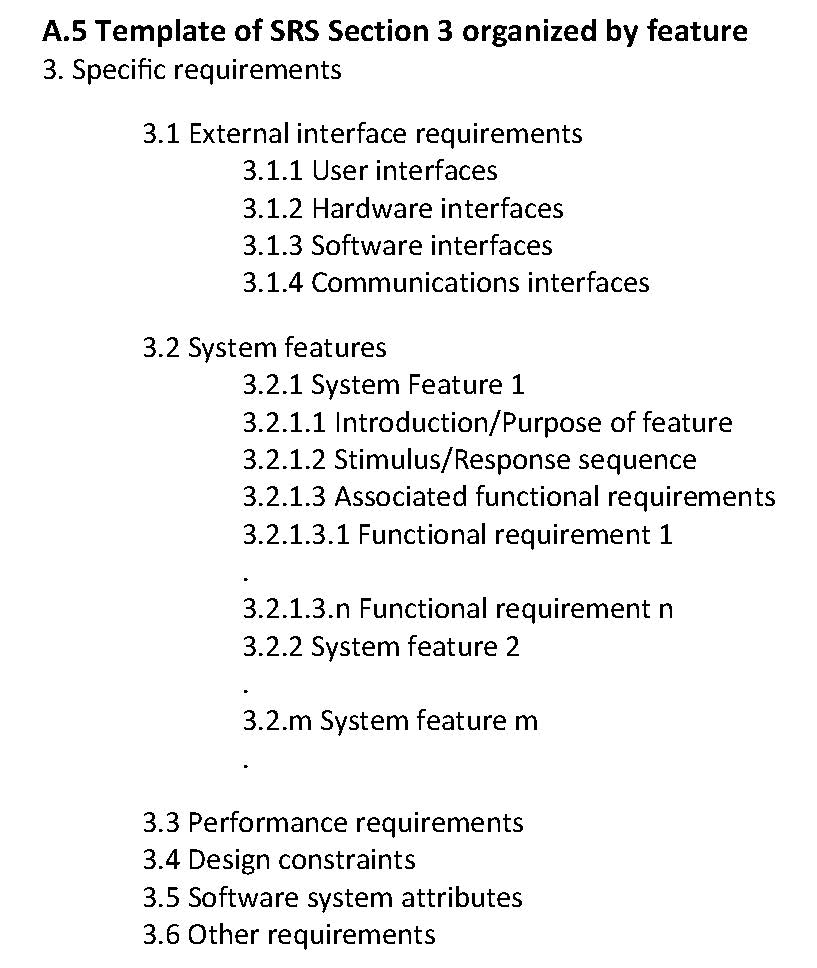 A.5 Template of SRS Section 3 organized by feature
3. Specific requirements
3.1 External interface requirements
3.1.1 User interfaces
3.1.2 Hardware interfaces
3.1.3 Software interfaces
3.1.4 Communications interfaces
3.2 System features
3.2.1 System Feature 1
3.2.1.1 Introduction/Purpose of feature
3.2.1.2 Stimulus/Response sequence
3.2.1.3 Associated functional requirements
3.2.1.3.1 Functional requirement 1
.
3.2.1.3.n Functional requirement n
3.2.2 System feature 2
.
3.2.m System feature m
.
3.3 Performance requirements
3.4 Design constraints
3.5 Software system attributes
3.6 Other requirements